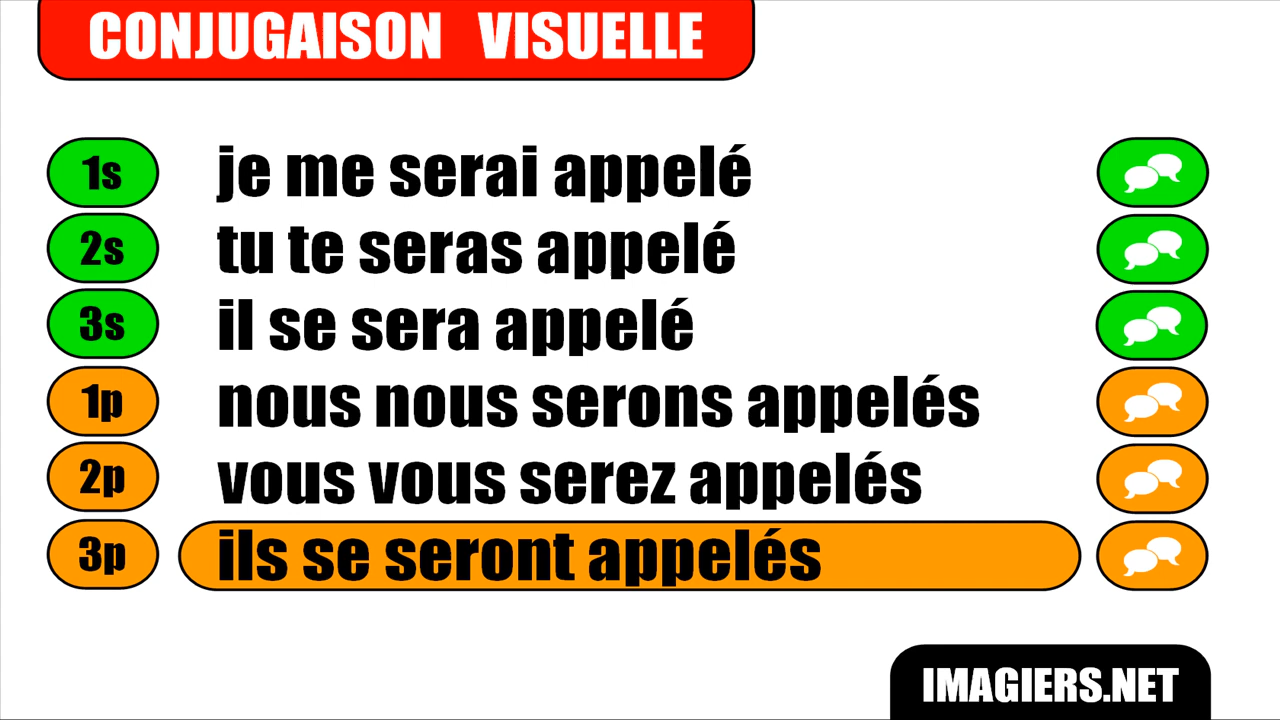 CONJUGAISON VISUELLE
1s je me serai appelé
2s tu te seras appelé
3s il se sera appelé
1p nous nous serons appelés
2p vous vous serez appelés
3p ils se seront appelés
IMAGIERS.NET